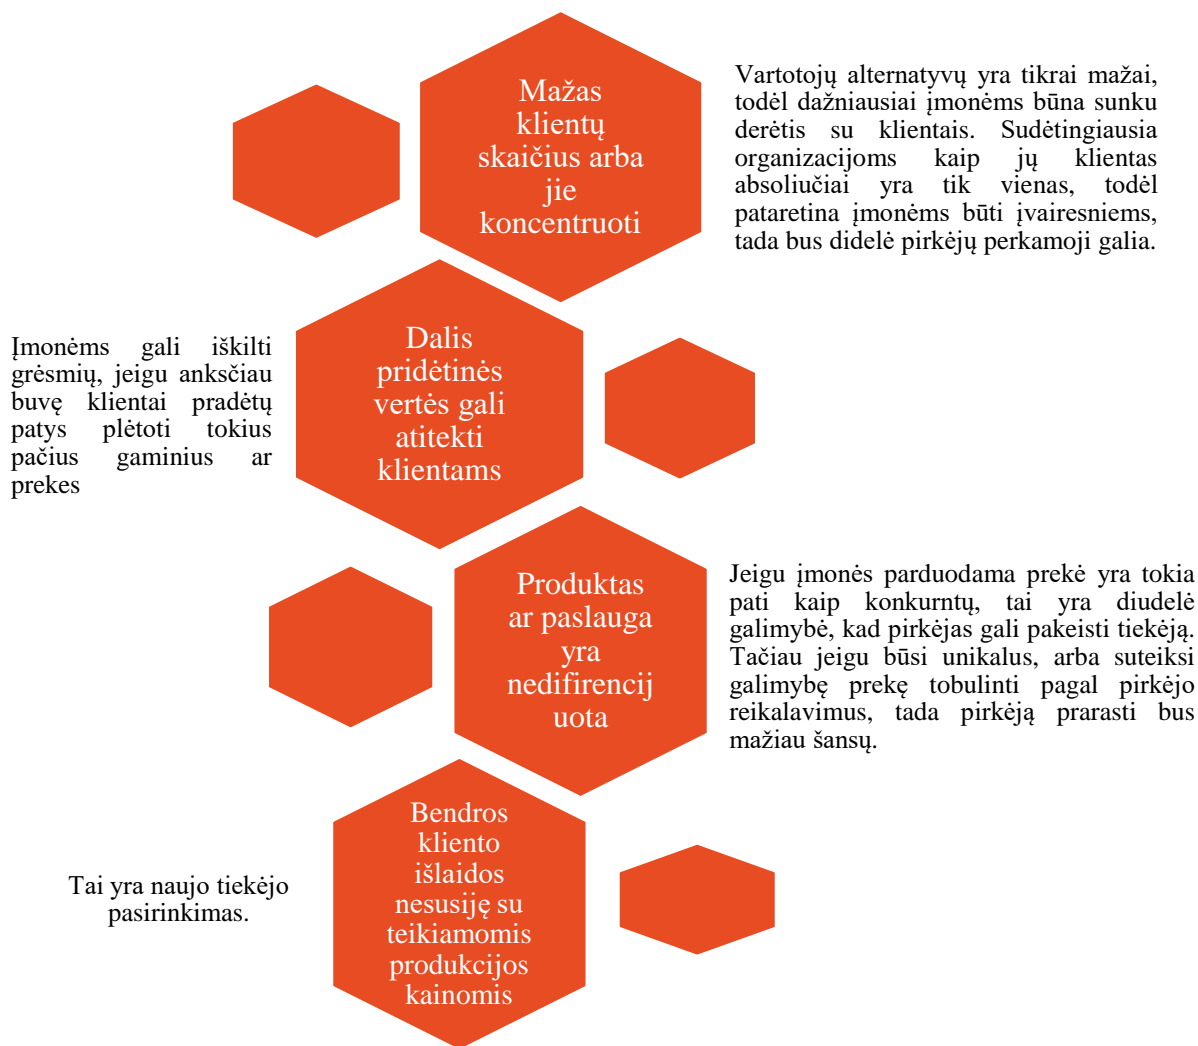 Mažas
klientų
skaičius arba
jie
koncentruoti
Vartotojų alternatyvų yra tikrai mažai,
todėl dažniausiai įmonėms būna sunku
derėtis su klientais. Sudėtingiausia
organizacijoms kaip jų klientas
absoliučiai yra tik vienas, todėl
patartina įmonėms būti įvairesniems,
tada bus didelė pirkėjų perkamoji galia.
Dalis
pridėtinės
vertės gali
atitekti
klientams
Įmonėms gali iškilti
grėsmių, jeigu anksčiau
buvę klientai pradėtų
patys plėtoti tokius
pačius gaminius ar
prekes
Produktas
ar paslauga
yra
nedifirencij
uota
Jeigu įmonės parduodama prekė yra tokia
pati kaip konkurntų, tai yra diudelė
galimybė, kad pirkėjas gali pakeisti tiekėją.
Tačiau jeigu būsi unikalus, arba suteiksi
galimybę prekę tobulinti pagal pirkėjo
reikalavimus, tada pirkėją prarasti bus
mažiau šansų.
Bendros
kliento
išlaidos
nesusiję su
teikiamomis
produkcijos
kainomis
Tai yra naujo tiekėjo
pasirinkimas.